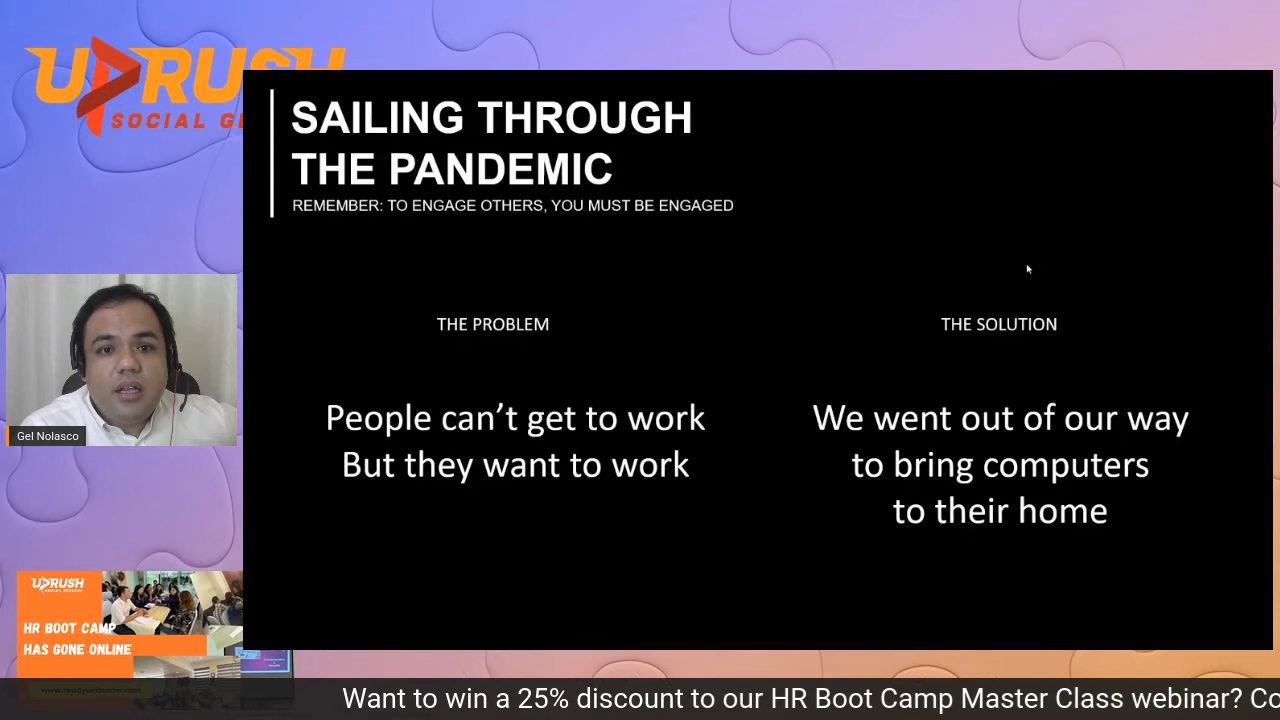 UPRUSH
SOCIAL
SAILING THROUGH
THE PANDEMIC
REMEMBER: TO ENGAGE OTHERS, YOU MUST BE ENGAGED
THE PROBLEM
THE SOLUTION
People can’t get to work
But they want to work
We went out of our way
to bring computers
to their home
Gel Nolasco
UPRUSH
HR BOOT CAMP
HAS GONE ONLINE
Want to win a 25% discount to our HR Boot Camp Master Class webinar? Co